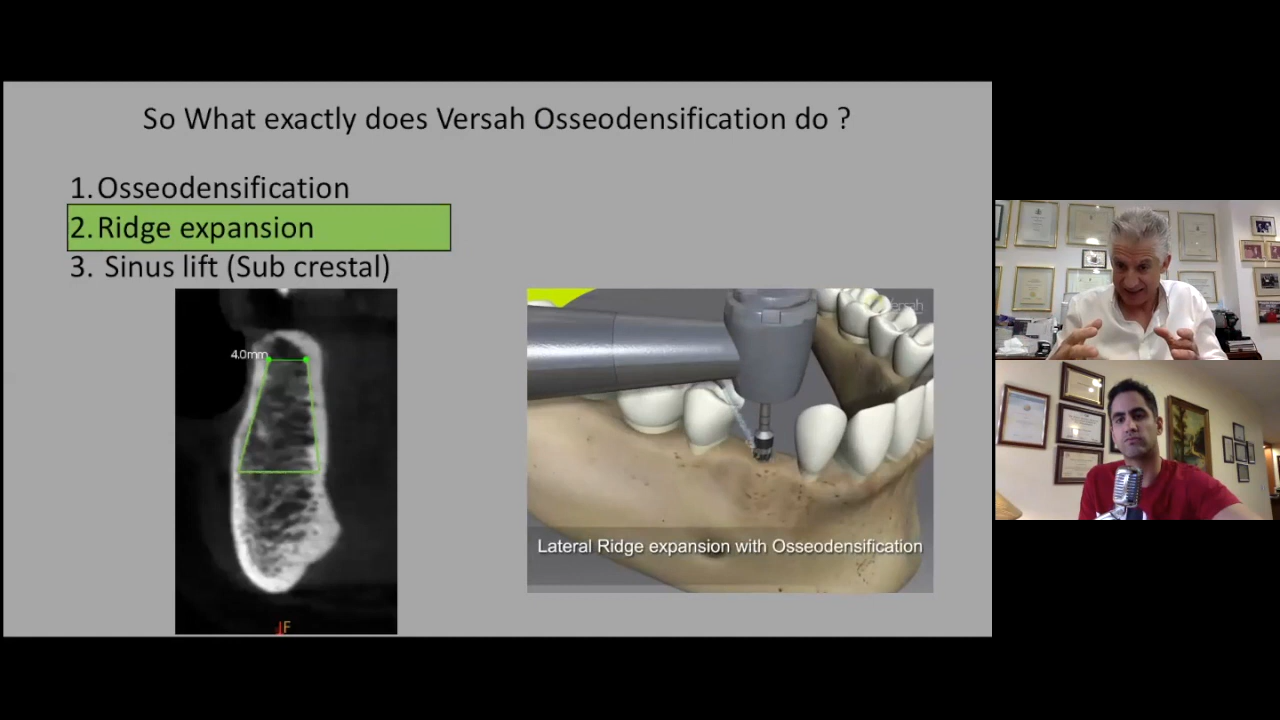 So What exactly does Versah Osseodensification do ?
1. Osseodensification
2. Ridge expansion
3. Sinus lift (Sub crestal)
4.0mm
Versah
Lateral Ridge expansion with Osseodensification